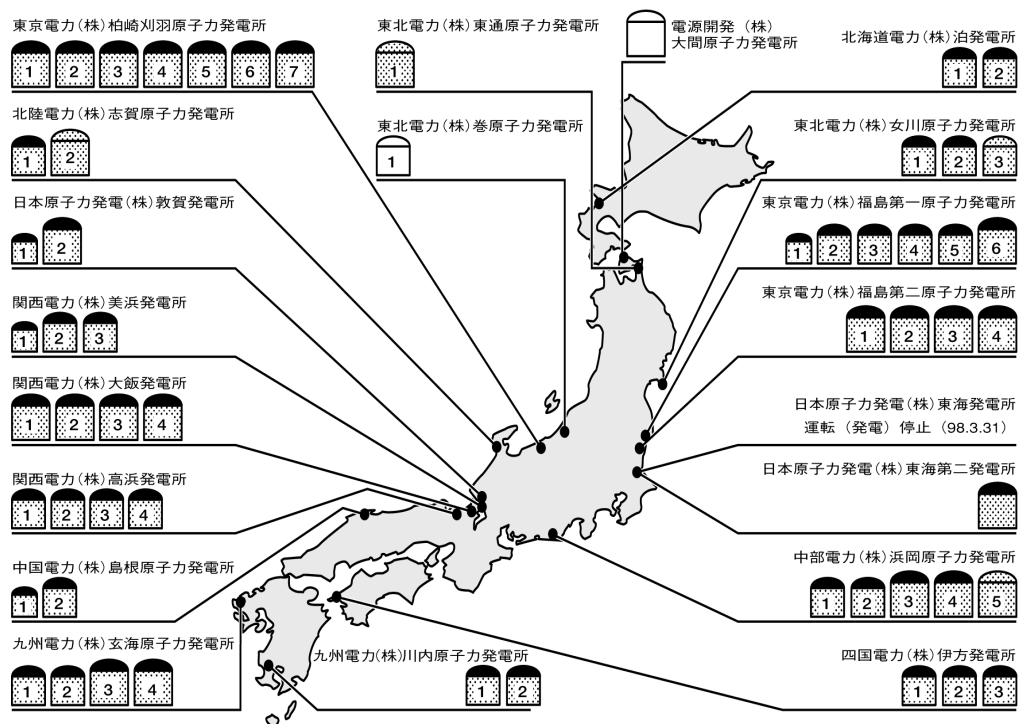 東京電力(株)柏崎刈羽原子力発電所
1 2 3 4 5 6 7
北陸電力(株)志賀原子力発電所
1 2
日本原子力発電(株)敦賀発電所
1 2
関西電力(株)美浜発電所
1 2 3
関西電力(株)大飯発電所
1 2 3 4
関西電力(株)高浜発電所
1 2 3 4
中国電力(株)島根原子力発電所
1 2
九州電力(株)玄海原子力発電所
1 2 3 4
東北電力(株)東通原子力発電所
1
東北電力(株)巻原子力発電所
1
九州電力(株)川内原子力発電所
1 2
電源開発(株)
大間原子力発電所
北海道電力(株)泊発電所
1 2
東北電力(株)女川原子力発電所
1 2 3
東京電力(株)福島第一原子力発電所
1 2 3 4 5 6
東京電力(株)福島第二原子力発電所
1 2 3 4
日本原子力発電(株)東海発電所
運転(発電)停止(98.3.31)
日本原子力発電(株)東海第二発電所
中部電力(株)浜岡原子力発電所
1 2 3 4 5
四国電力(株)伊方発電所
1 2 3